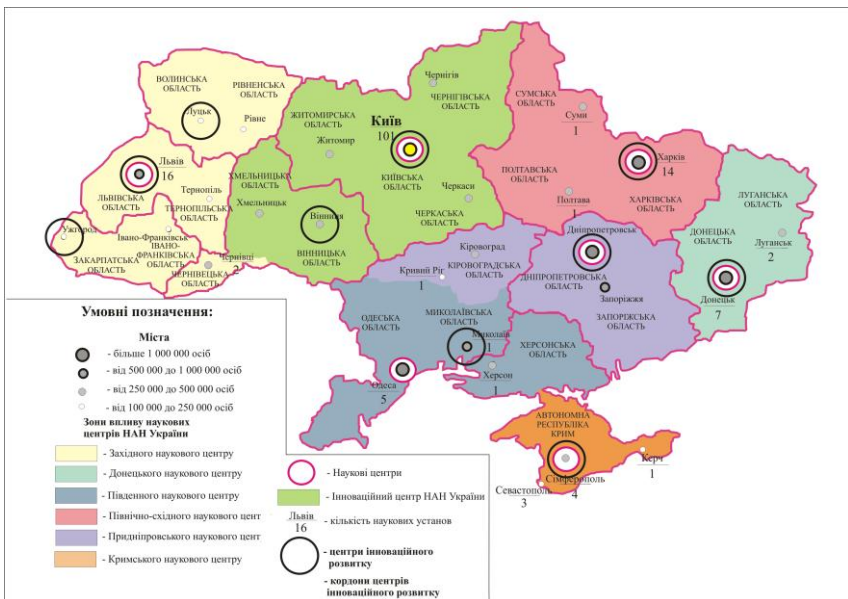 ВОЛИНСЬКА
ОБЛАСТЬ
РІВНЕНСЬКА
ОБЛАСТЬ
Луцьк
Рівне
Львів
16
ЛЬВІВСЬКА
ОБЛАСТЬ
Тернопіль
ТЕРНОПІЛЬСЬКА
ОБЛАСТЬ
Ужгород
ЗАКАРПАТСЬКА
ОБЛАСТЬ
Івано-Франківськ
ІВАНО-
ФРАНКІВСЬКА
ОБЛАСТЬ
Чернівці
2
ЧЕРНІВЕЦЬКА
ОБЛАСТЬ
ХМЕЛЬНИЦЬКА
ОБЛАСТЬ
Хмельницьк
Вінниця
ВІННИЦЬКА
ОБЛАСТЬ
ЖИТОМИРСЬКА
ОБЛАСТЬ
Житомир
Київ
101
КИЇВСЬКА
ОБЛАСТЬ
Чернігів
ЧЕРНІГІВСЬКА
ОБЛАСТЬ
Черкаси
ЧЕРКАСЬКА
ОБЛАСТЬ
СУМСЬКА
ОБЛАСТЬ
Суми
1
ПОЛТАВСЬКА
ОБЛАСТЬ
Полтава
1
Харків
14
ХАРКІВСЬКА
ОБЛАСТЬ
ЛУГАНСЬКА
ОБЛАСТЬ
Луганськ
2
ДОНЕЦЬКА
ОБЛАСТЬ
Донецьк
7
Дніпропетровськ
ДНІПРОПЕТРОВСЬКА
ОБЛАСТЬ
Запоріжжя
ЗАПОРІЖСЬКА
ОБЛАСТЬ
Кіровоград
КІРОВОГРАДСЬКА
ОБЛАСТЬ
Кривий Ріг
1
ОДЕСЬКА
ОБЛАСТЬ
Одеса
5
МИКОЛАЇВСЬКА
ОБЛАСТЬ
Миколаїв
1
ХЕРСОНСЬКА
ОБЛАСТЬ
Херсон
1
АВТОНОМНА
РЕСПУБЛІКА
КРИМ
Сімферополь
4
Севастополь
3
Керч
1
Умовні позначення:
Міста
- більше 1 000 000 осіб
- від 500 000 до 1 000 000 осіб
- від 250 000 до 500 000 осіб
- від 100 000 до 250 000 осіб
Зони впливу наукових
центрів НАН України
- Західного наукового центру
- Донецького наукового центру
- Південного наукового центру
- Північно-східного наукового цент
- Придніпровського наукового цент
- Кримського наукового центру
- Наукові центри
- Інноваційний центр НАН України
Львів
16
- кількість наукових установ
- центри інноваційного
розвитку
- кордони центрів
інноваційного розвитку